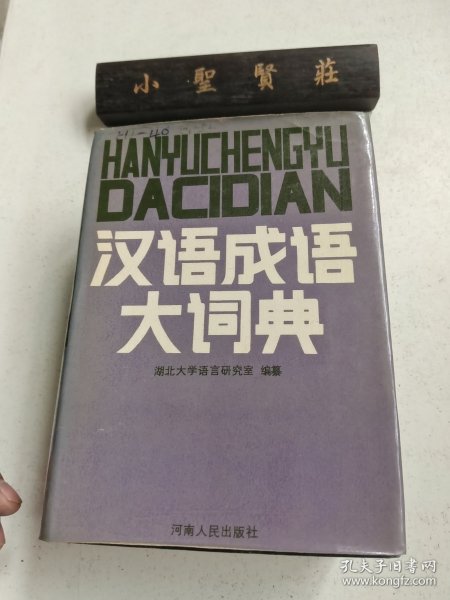 小聖賢莊
HANYUCHENGYU
DACIDIAN
汉语成语
大词典
湖北大学语言研究室 编纂
河南人民出版社
孔夫子旧书网
www.kongfz.com